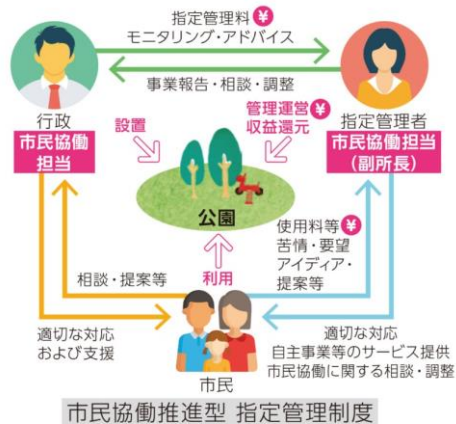 指定管理料¥
モニタリング・アドバイス
事業報告・相談・調整
行政
市民協働
担当
設置
管理運営¥
収益還元
指定管理者
市民協働担当
(副所長)
公園
利用
使用料等¥
苦情・要望
アイディア・
提案等
相談・提案等
適切な対応
および支援
市民
適切な対応
自主事業等のサービス提供
市民協働に関する相談・調整
市民協働推進型 指定管理制度